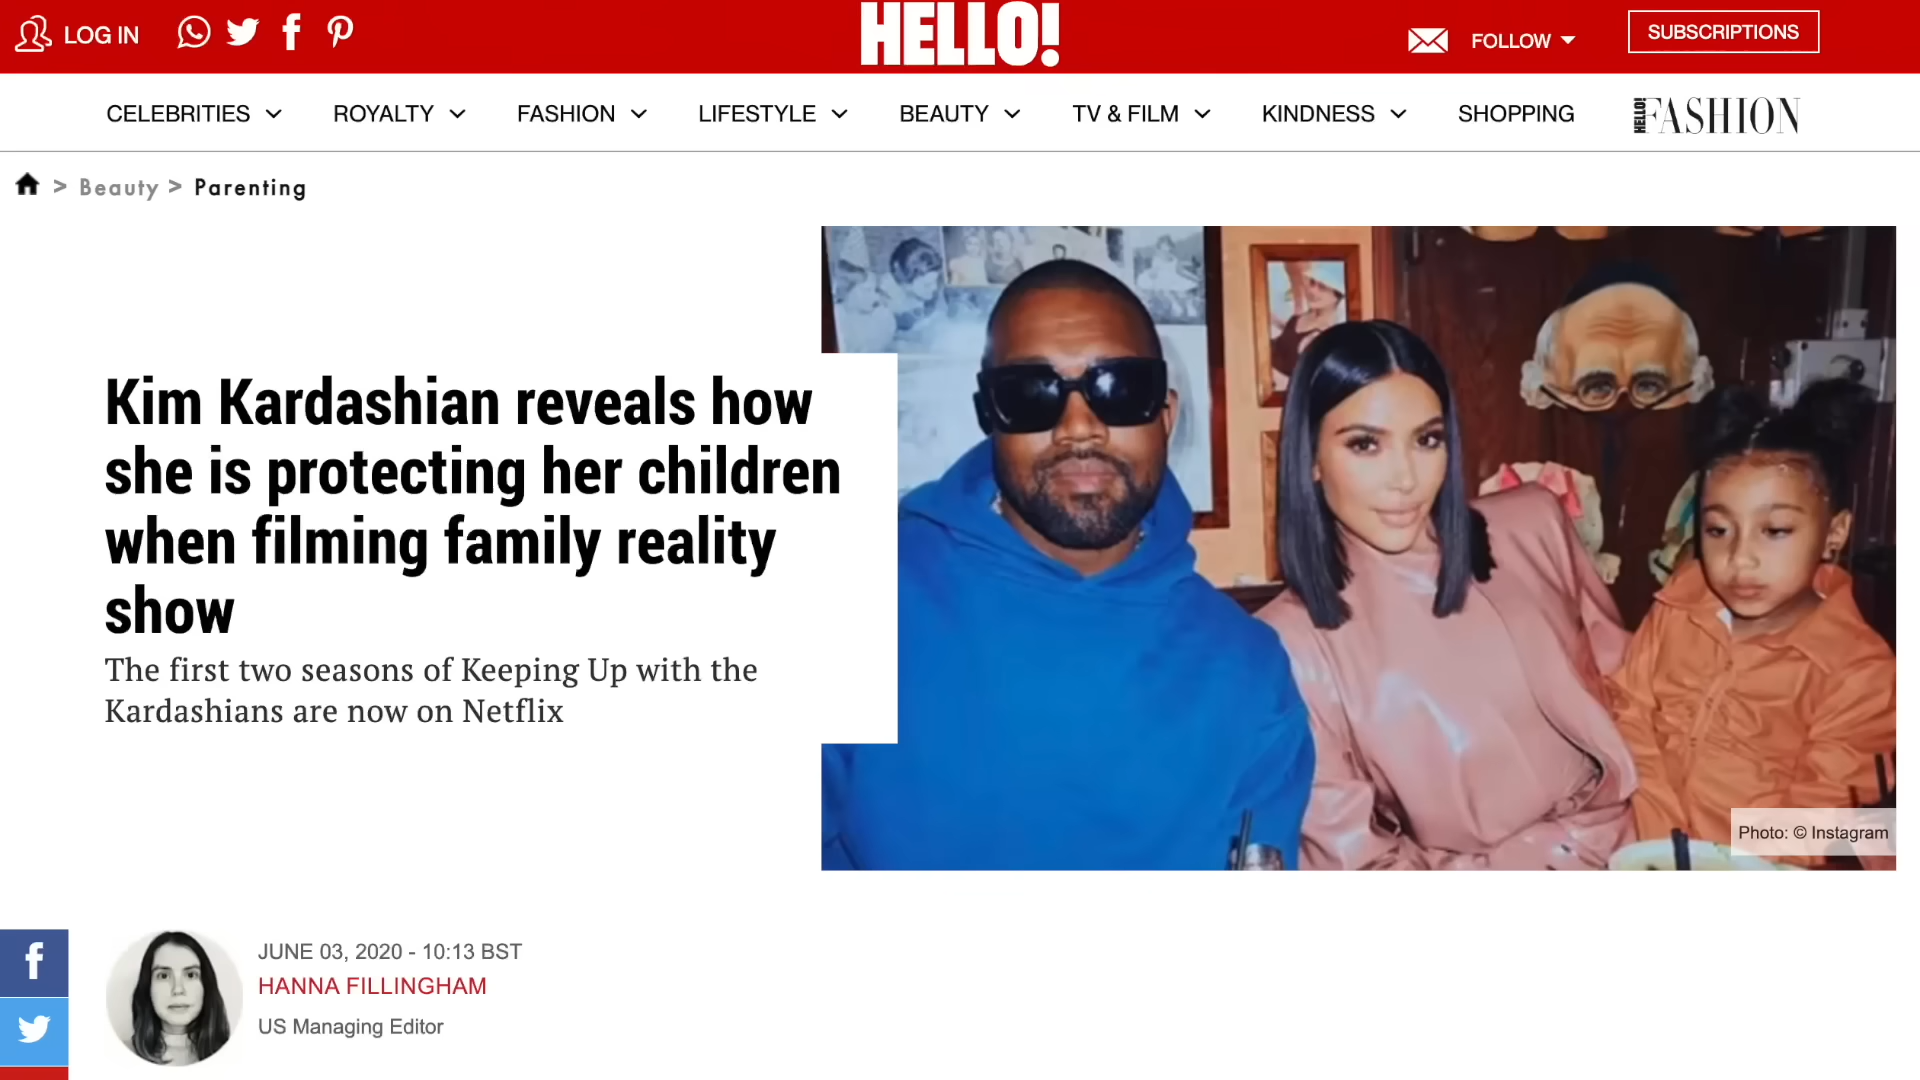 LOG IN
HELLO!
FOLLOW
SUBSCRIPTIONS
CELEBRITIES
ROYALTY
FASHION
LIFESTYLE
BEAUTY
TV & FILM
KINDNESS
SHOPPING
HELLO! FASHION
> Beauty > Parenting
Kim Kardashian reveals how
she is protecting her children
when filming family reality
show
The first two seasons of Keeping Up with the
Kardashians are now on Netflix
Photo: © Instagram
JUNE 03, 2020 - 10:13 BST
HANNA FILLINGHAM
US Managing Editor